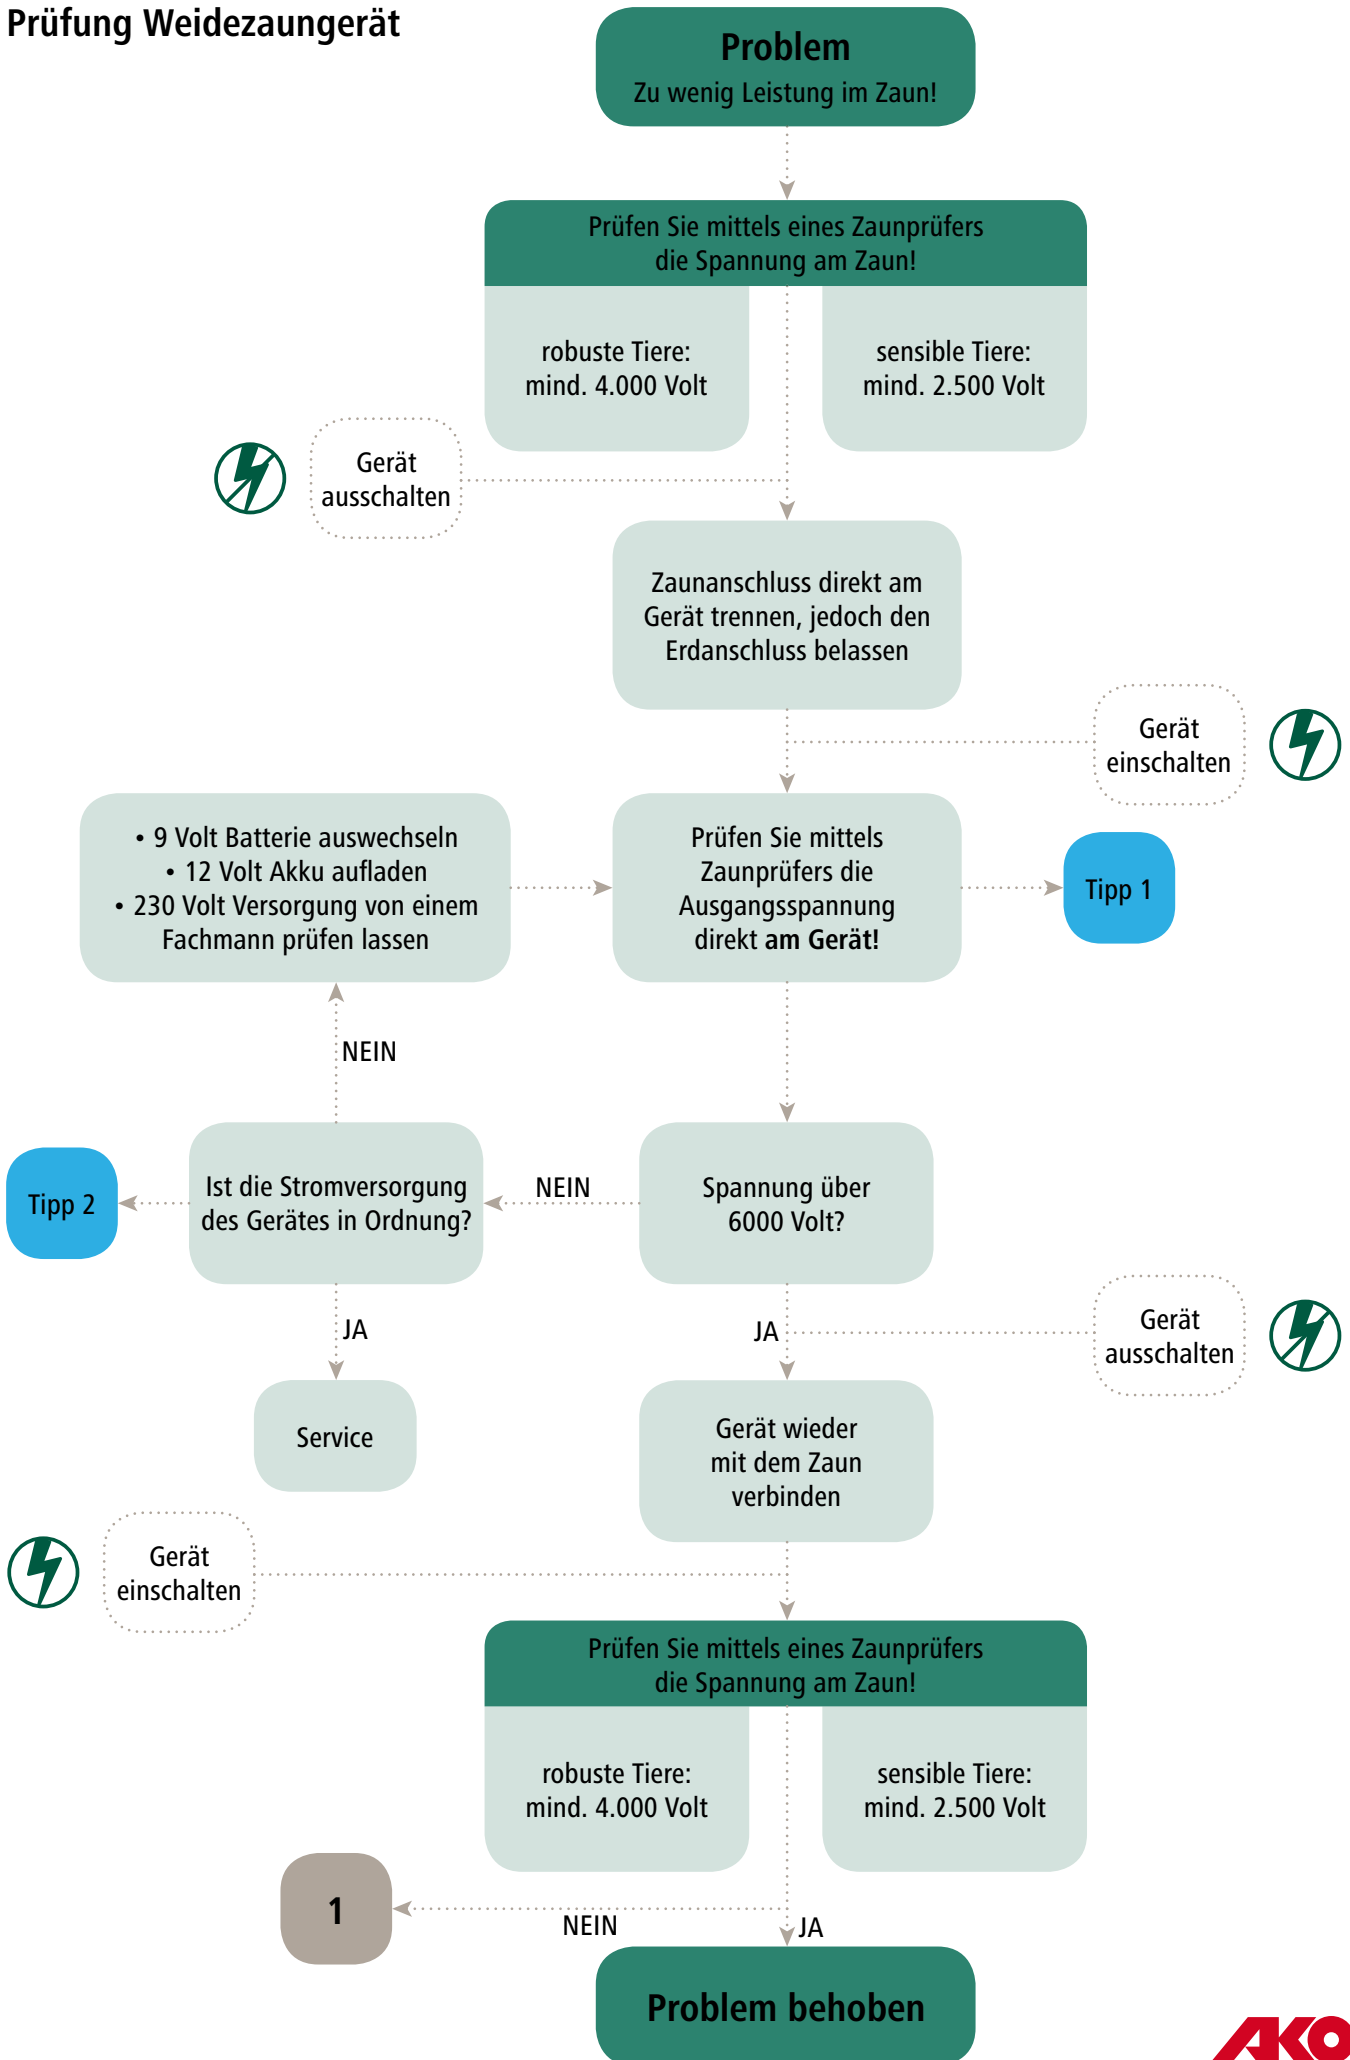 Prüfung Weidezaungerät
Problem
Zu wenig Leistung im Zaun!
Prüfen Sie mittels eines Zaunprüfers
die Spannung am Zaun!
robuste Tiere:
mind. 4.000 Volt
sensible Tiere:
mind. 2.500 Volt
Gerät
ausschalten
Zaunanschluss direkt am
Gerät trennen, jedoch den
Erdanschluss belassen
Gerät
einschalten
• 9 Volt Batterie auswechseln
• 12 Volt Akku aufladen
• 230 Volt Versorgung von einem
Fachmann prüfen lassen
Prüfen Sie mittels
Zaunprüfers die
Ausgangsspannung
direkt am Gerät!
Tipp 1
NEIN
Tipp 2
Ist die Stromversorgung
des Gerätes in Ordnung?
NEIN
Spannung über
6000 Volt?
JA
JA
Gerät
ausschalten
Service
Gerät wieder
mit dem Zaun
verbinden
Gerät
einschalten
Prüfen Sie mittels eines Zaunprüfers
die Spannung am Zaun!
robuste Tiere:
mind. 4.000 Volt
sensible Tiere:
mind. 2.500 Volt
1
NEIN
JA
Problem behoben
AKO